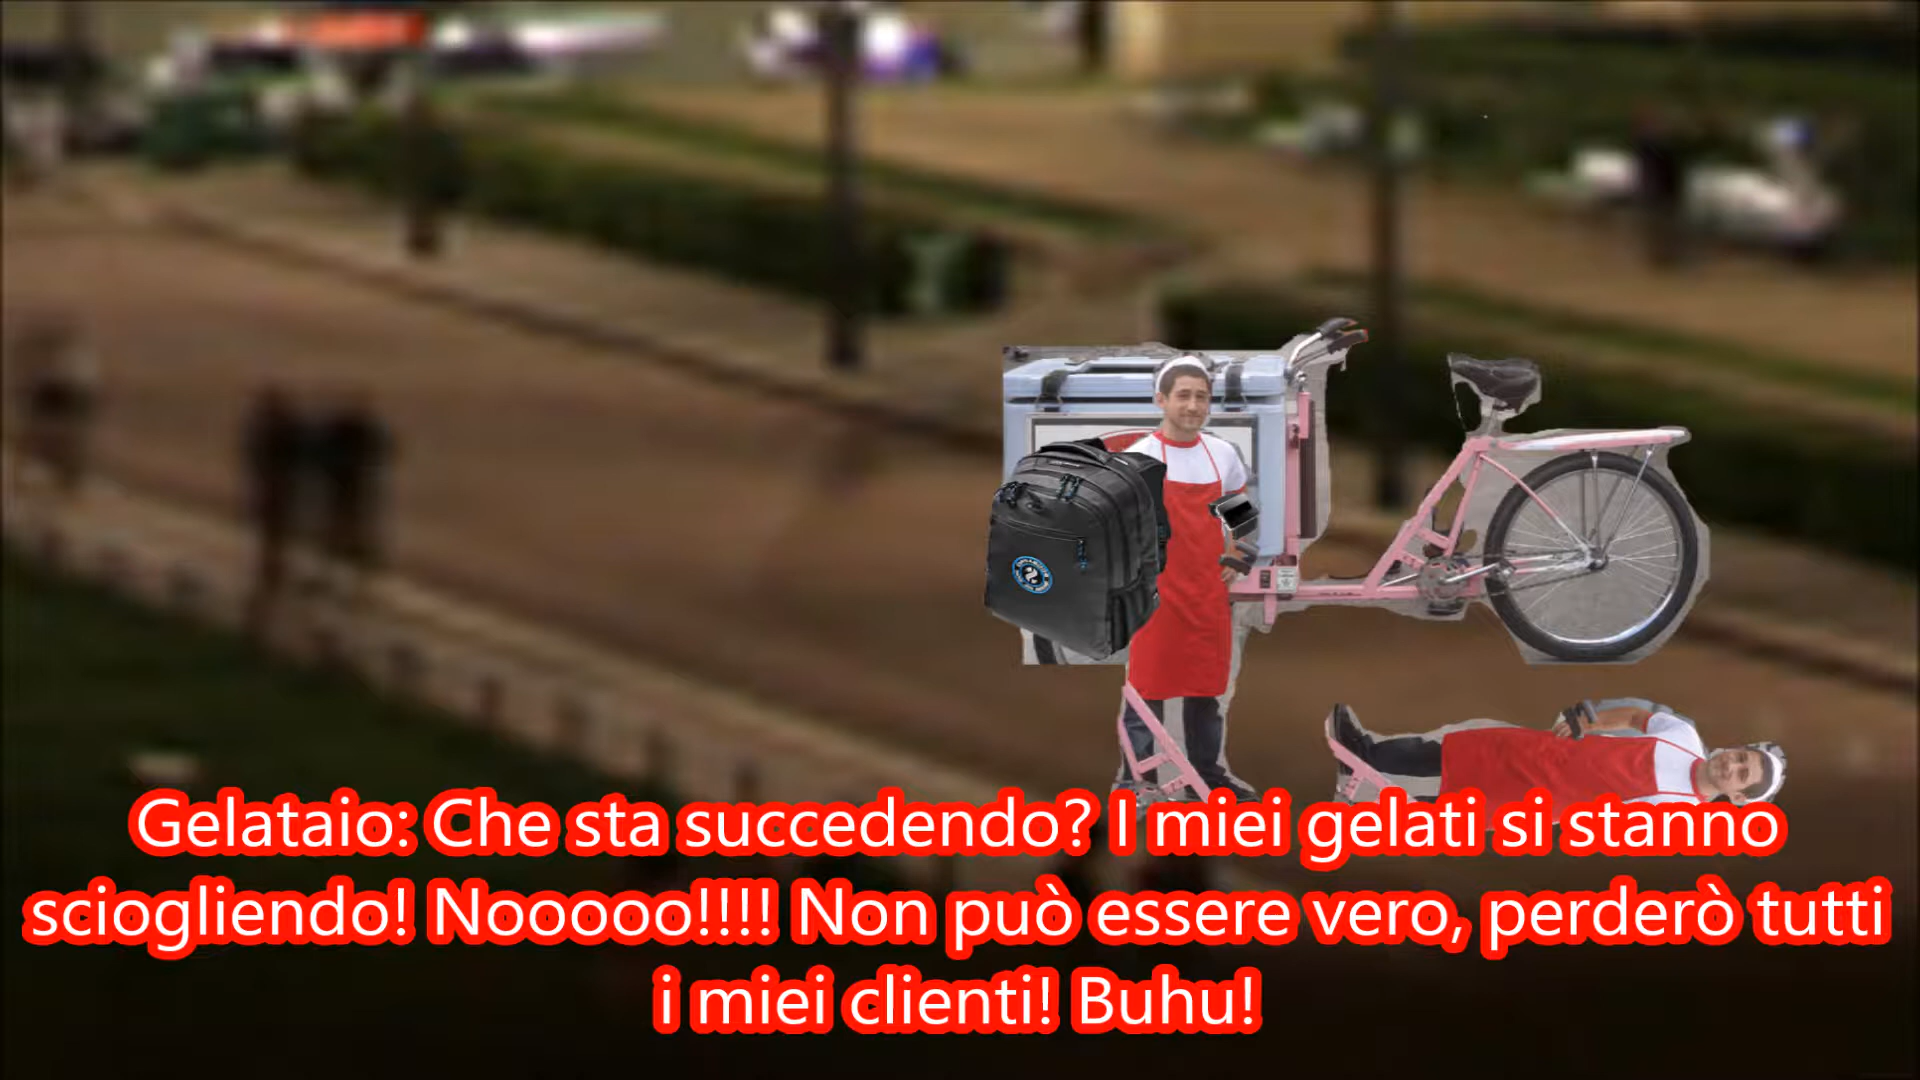 Gelataio: Che sta succedendo? I miei gelati si stanno
sciogliendo! Nooooo!!!! Non può essere vero, perderò tutti
i miei clienti! Buhu!